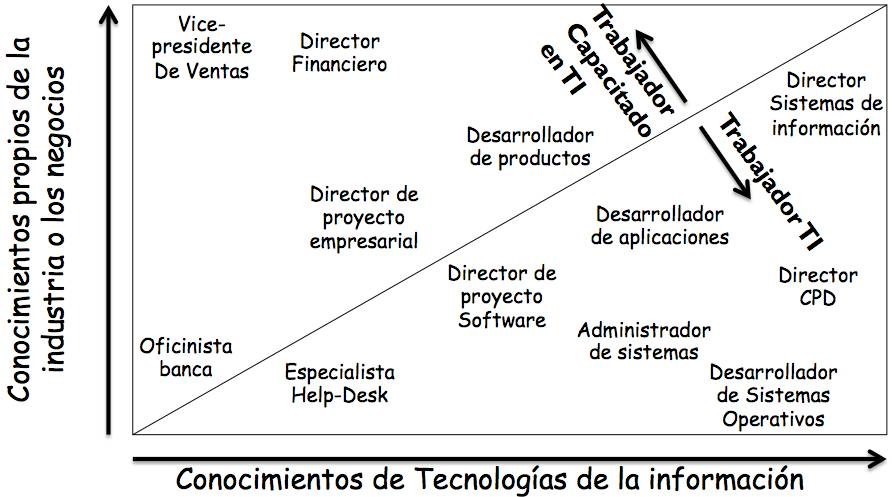 Conocimientos propios de la
industria o los negocios
Vice-
presidente
De Ventas
Director
Financiero
Trabajador
Capacitado
en TI
Director
Sistemas de
información
Desarrollador
de productos
Trabajador TI
Director de
proyecto
empresarial
Desarrollador
de aplicaciones
Director de
proyecto
Software
Director
CPD
Oficinista
banca
Especialista
Help-Desk
Administrador
de sistemas
Desarrollador
de Sistemas
Operativos
Conocimientos de Tecnologías de la información